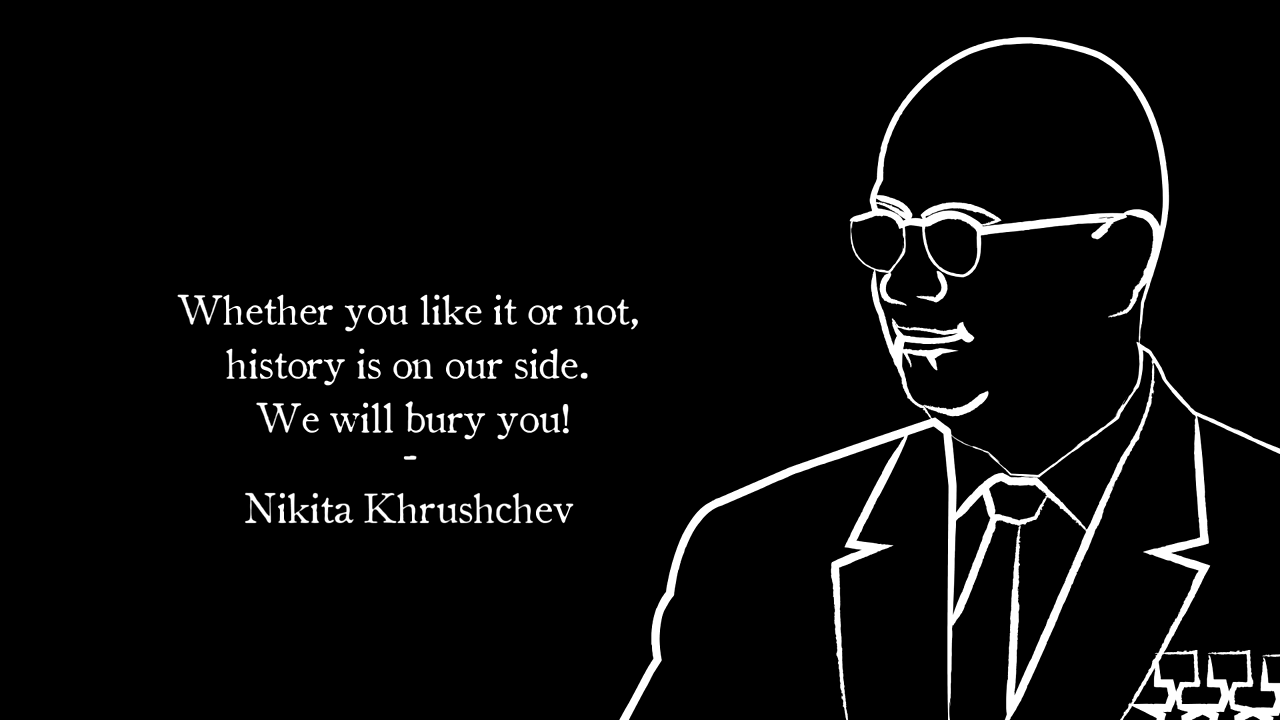 Whether you like it or not,
history is on our side.
We will bury you!
-
Nikita Khrushchev